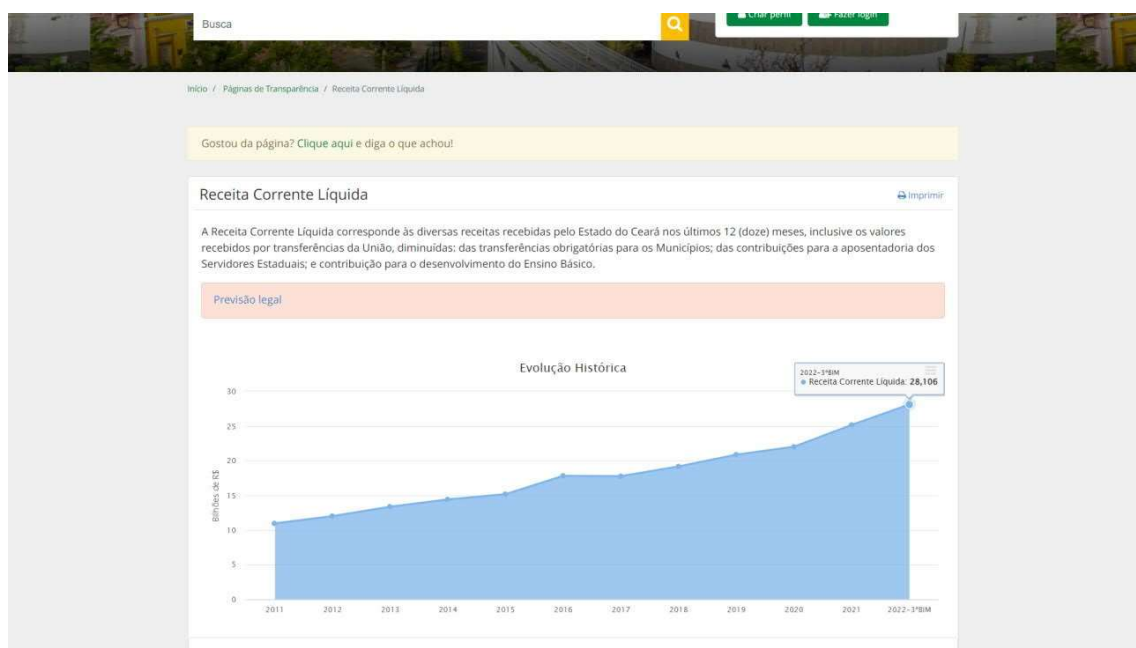 Busca
Criar perfil
Fazer login
Início / Páginas de Transparência / Receita Corrente Líquida
Gostou da página? Clique aqui e diga o que achou!
Receita Corrente Líquida
Imprimir
A Receita Corrente Líquida corresponde às diversas receitas recebidas pelo Estado do Ceará nos últimos 12 (doze) meses, inclusive os valores
recebidos por transferências da União, diminuídas: das transferências obrigatórias para os Municípios; das contribuições para a aposentadoria dos
Servidores Estaduais; e contribuição para o desenvolvimento do Ensino Básico.
Previsão legal
Evolução Histórica
2022-3ºBIM
Receita Corrente Líquida: 28,106
Bilhões de R$
30
25
20
15
10
5
0
2011 2012 2013 2014 2015 2016 2017 2018 2019 2020 2021 2022-3ºBIM